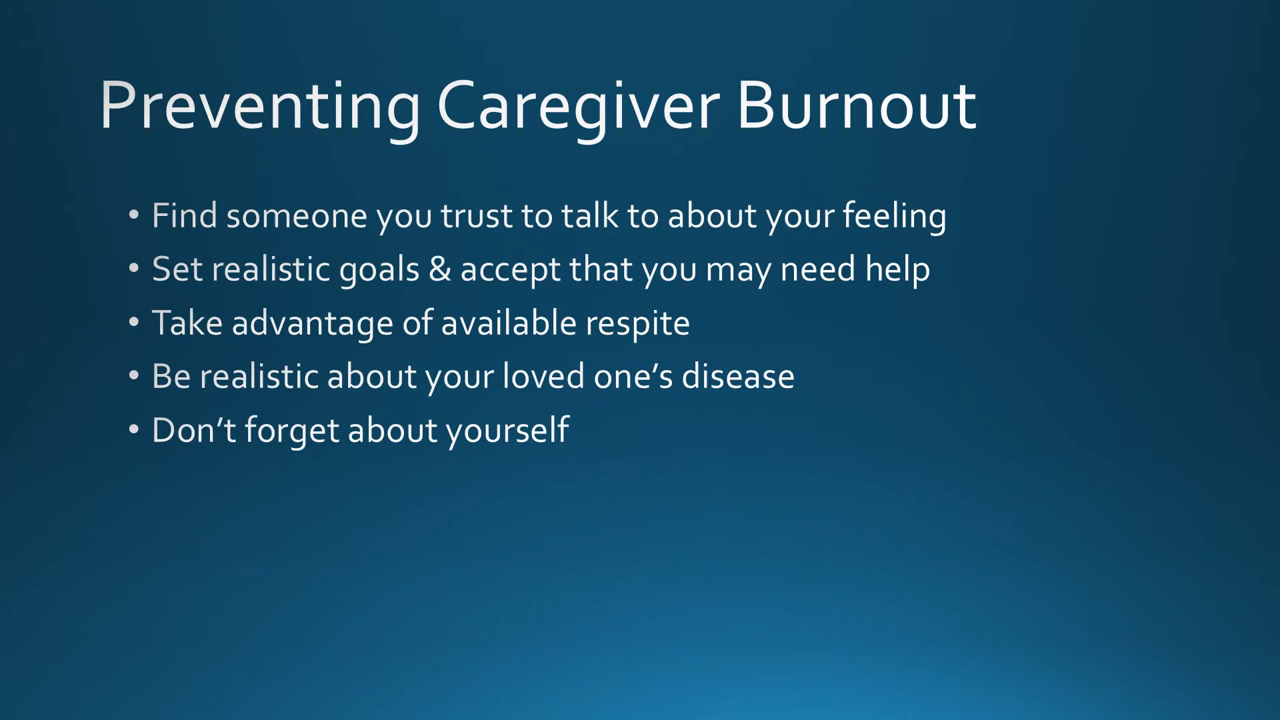 Preventing Caregiver Burnout
• Find someone you trust to talk to about your feeling
• Set realistic goals & accept that you may need help
• Take advantage of available respite
• Be realistic about your loved one’s disease
• Don’t forget about yourself